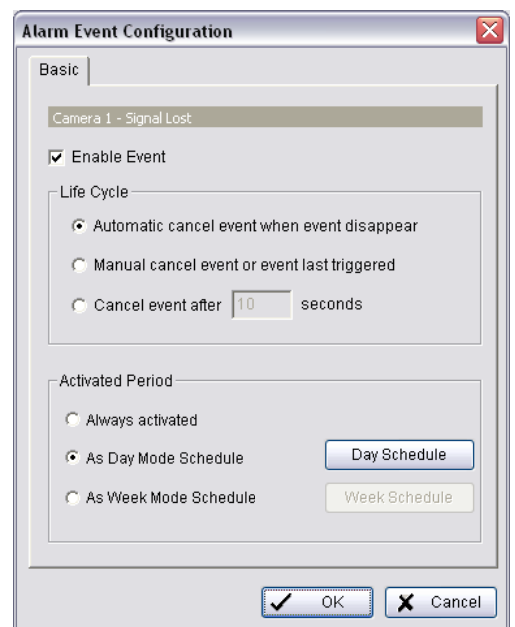 Alarm Event Configuration
Basic
Camera 1 - Signal Lost
Enable Event
Life Cycle
Automatic cancel event when event disappear
Manual cancel event or event last triggered
Cancel event after 10 seconds
Activated Period
Always activated
As Day Mode Schedule Day Schedule
As Week Mode Schedule Week Schedule
OK Cancel